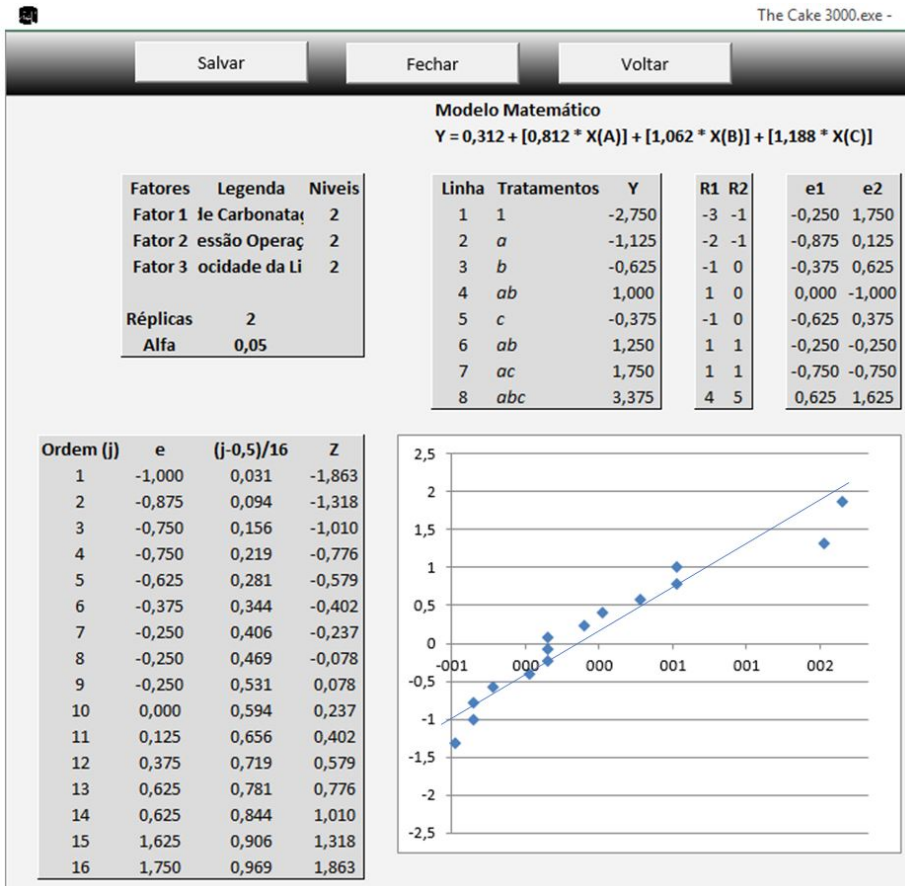 The Cake 3000.exe -
Salvar Fechar Voltar
Modelo Matemático
Y = 0,312 + [0,812 * X(A)] + [1,062 * X(B)] + [1,188 * X(C)]
Fatores Legenda Niveis
Fator 1 le Carbonataç 2
Fator 2 essão Operaç 2
Fator 3 ocidade da Li 2
Réplicas 2
Alfa 0,05
Linha Tratamentos Y R1 R2 e1 e2
1 1 -2,750 -3 -1 -0,250 1,750
2 a -1,125 -2 -1 -0,875 0,125
3 b -0,625 -1 0 -0,375 0,625
4 ab 1,000 1 0 0,000 -1,000
5 c -0,375 -1 0 -0,625 0,375
6 ab 1,250 1 1 -0,250 -0,250
7 ac 1,750 1 1 -0,750 -0,750
8 abc 3,375 4 5 0,625 1,625
Ordem (j) e (j-0,5)/16 Z
1 -1,000 0,031 -1,863
2 -0,875 0,094 -1,318
3 -0,750 0,156 -1,010
4 -0,750 0,219 -0,776
5 -0,625 0,281 -0,579
6 -0,375 0,344 -0,402
7 -0,250 0,406 -0,237
8 -0,250 0,469 -0,078
9 -0,250 0,531 0,078
10 0,000 0,594 0,237
11 0,125 0,656 0,402
12 0,375 0,719 0,579
13 0,625 0,781 0,776
14 0,625 0,844 1,010
15 1,625 0,906 1,318
16 1,750 0,969 1,863
2,5
2
1,5
1
0,5
0
-001 000 000 001 001 002
-0,5
-1
-1,5
-2
-2,5